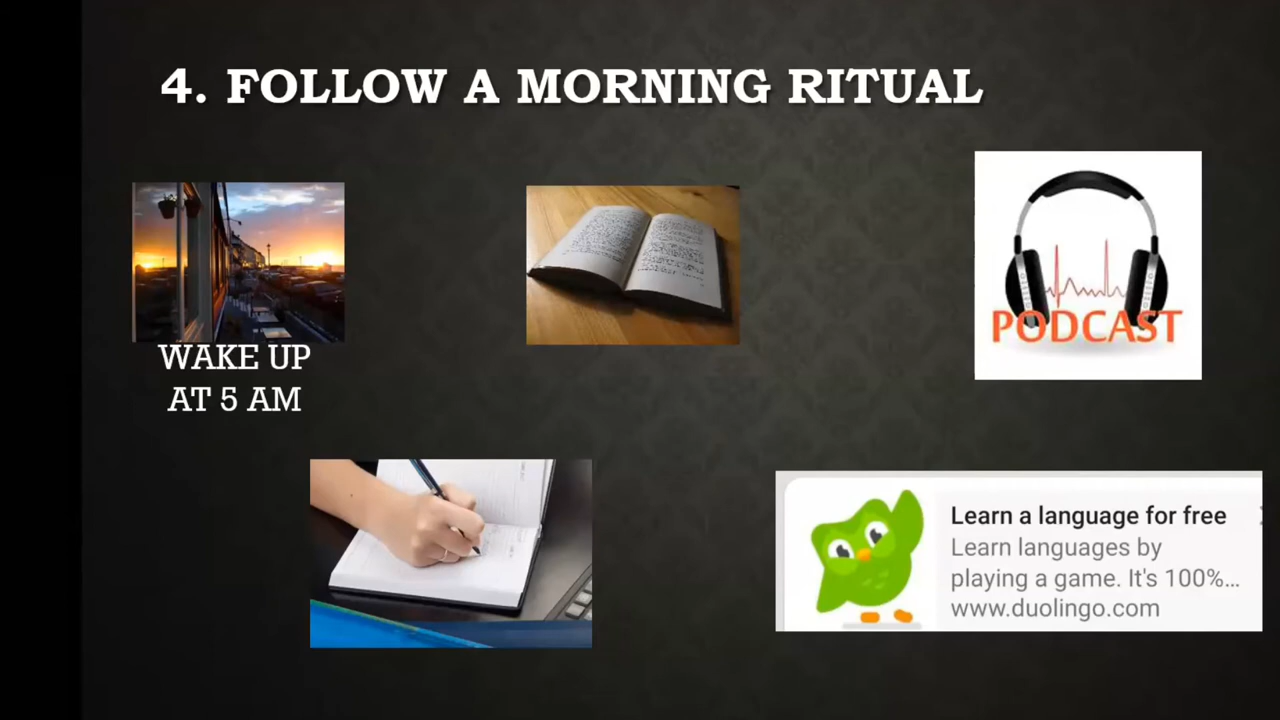 4. FOLLOW A MORNING RITUAL
WAKE UP
AT 5 AM
PODCAST
Learn a language for free
Learn languages by
playing a game. It's 100%...
www.duolingo.com